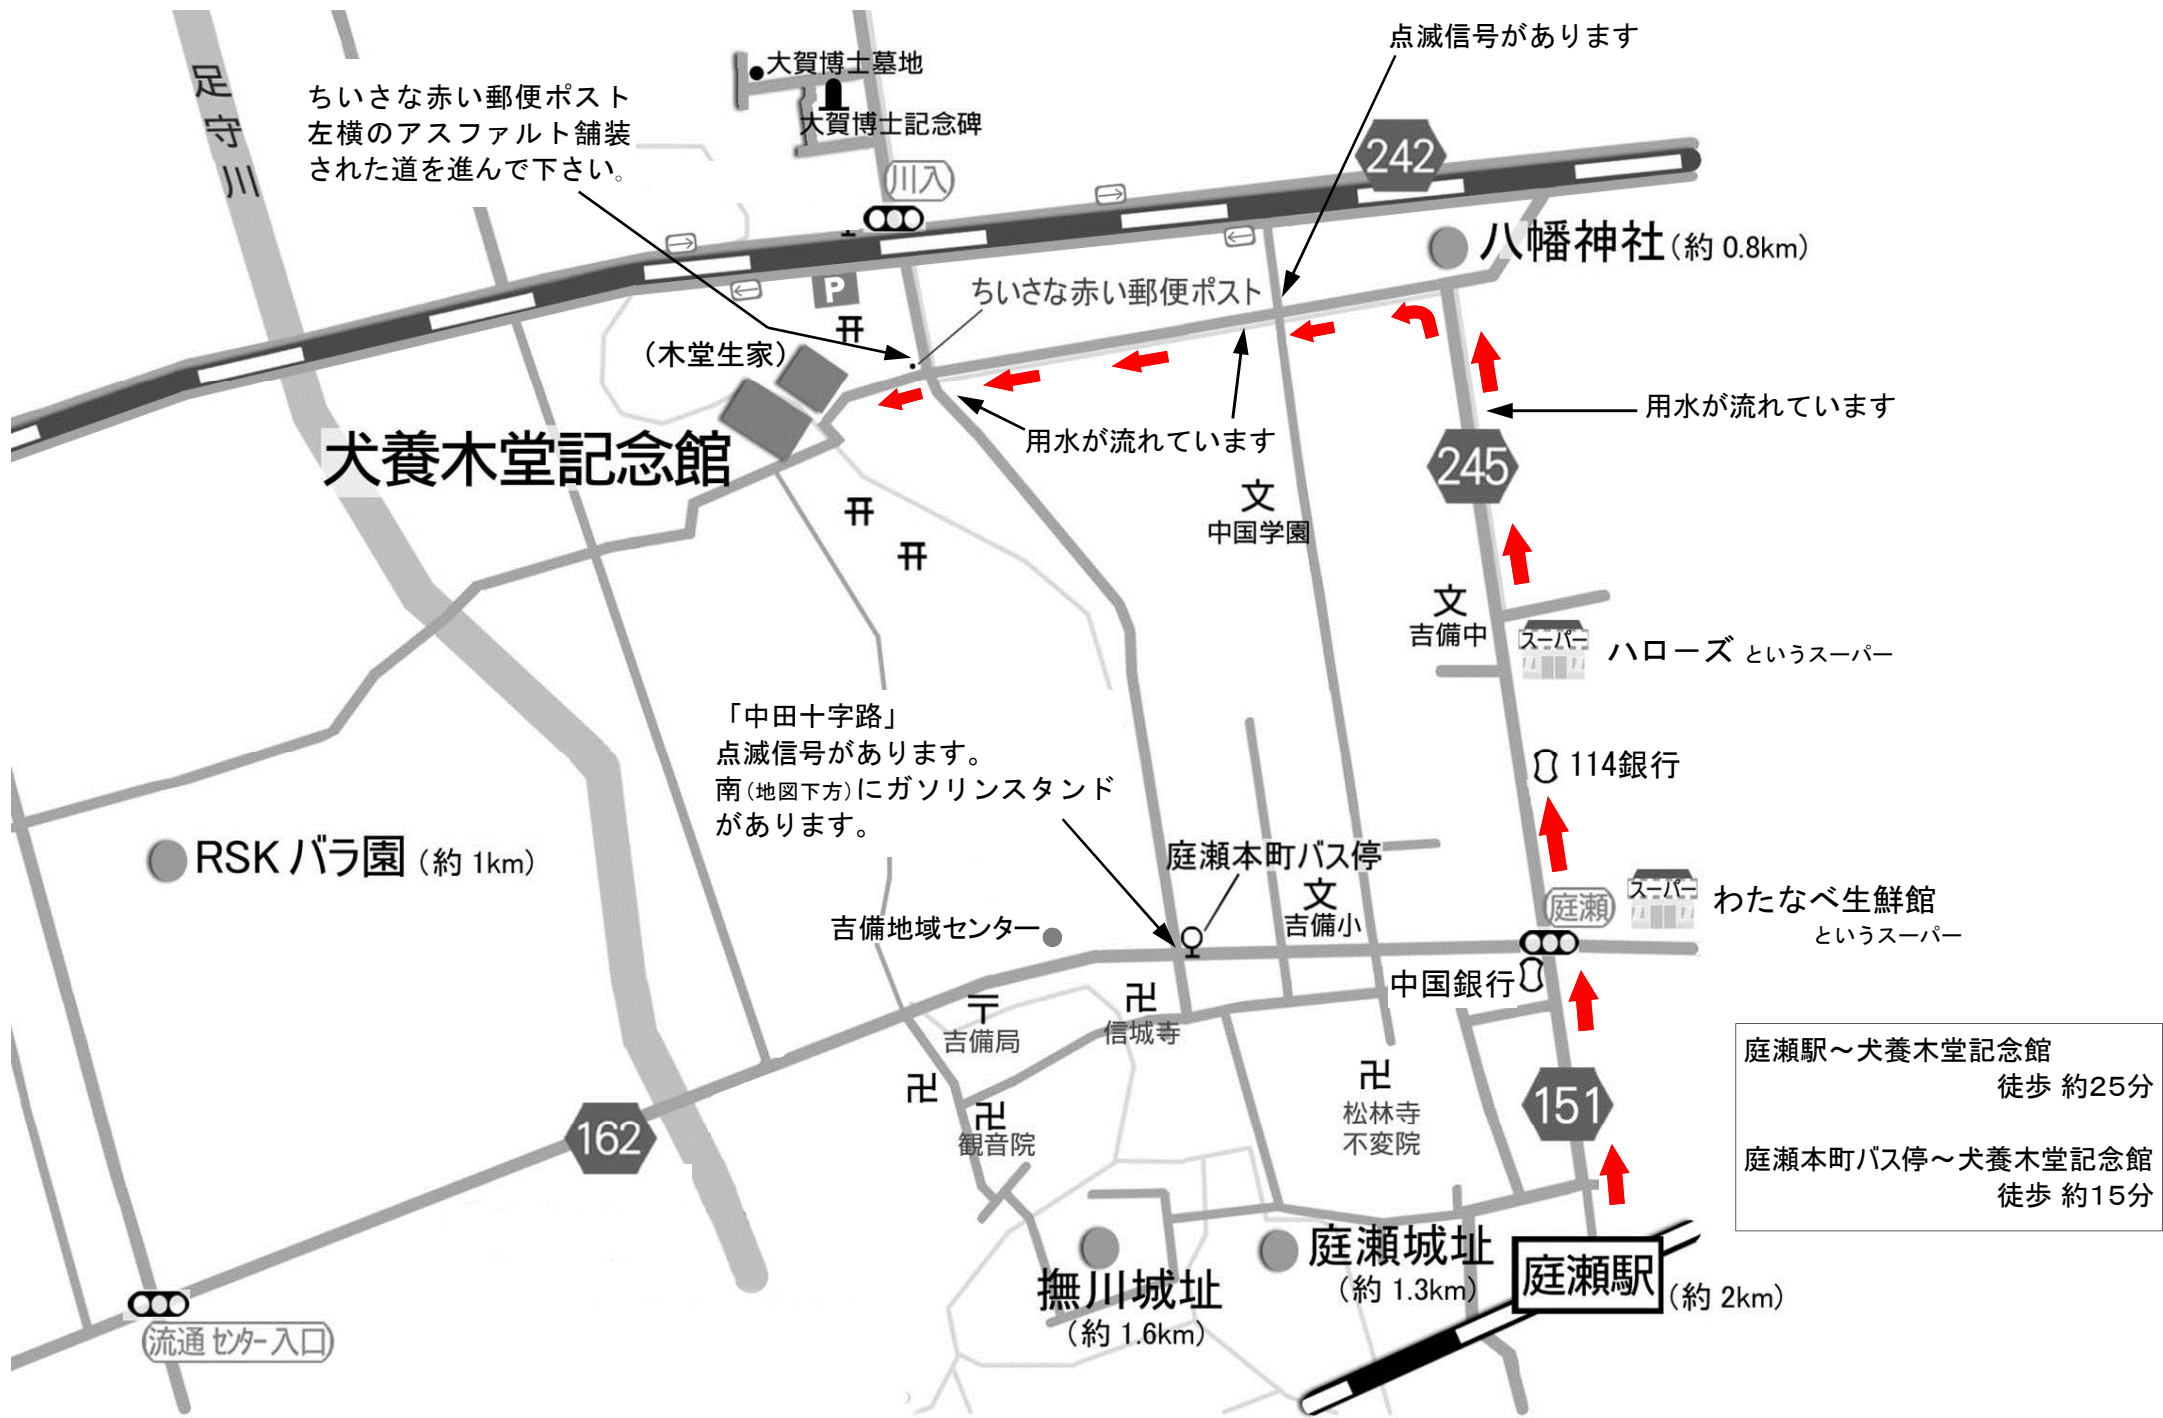 点滅信号があります
大賀博士墓地
大賀博士記念碑
足守川
ちいさな赤い郵便ポスト
左横のアスファルト舗装
された道を進んで下さい。
川入
242
八幡神社(約 0.8km)
P
ちいさな赤い郵便ポスト
(木堂生家)
犬養木堂記念館
用水が流れています
用水が流れています
245
文
中国学園
文
吉備中
スーパー
ハローズ というスーパー
「中田十字路」
点滅信号があります。
南(地図下方)にガソリンスタンド
があります。
114銀行
RSK バラ園 (約 1km)
庭瀬本町バス停
文
吉備小
吉備地域センター
庭瀬
スーパー
わたなべ生鮮館
というスーパー
中国銀行
〒
吉備局
卍
信城寺
卍
卍
観音院
卍
松林寺
不変院
151
162
庭瀬駅～犬養木堂記念館
徒歩 約25分
庭瀬本町バス停～犬養木堂記念館
徒歩 約15分
撫川城址
(約 1.6km)
庭瀬城址
(約 1.3km)
庭瀬駅 (約 2km)
流通センター入口